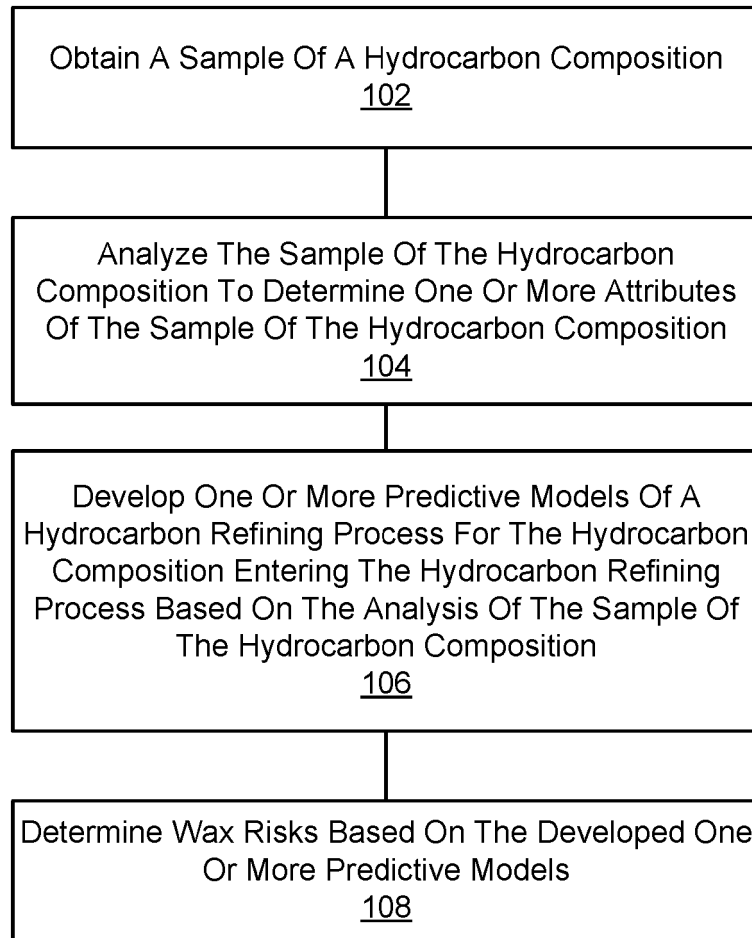 Obtain A Sample Of A Hydrocarbon Composition
102
Analyze The Sample Of The Hydrocarbon
Composition To Determine One Or More Attributes
Of The Sample Of The Hydrocarbon Composition
104
Develop One Or More Predictive Models Of A
Hydrocarbon Refining Process For The Hydrocarbon
Composition Entering The Hydrocarbon Refining
Process Based On The Analysis Of The Sample Of
The Hydrocarbon Composition
106
Determine Wax Risks Based On The Developed One
Or More Predictive Models
108